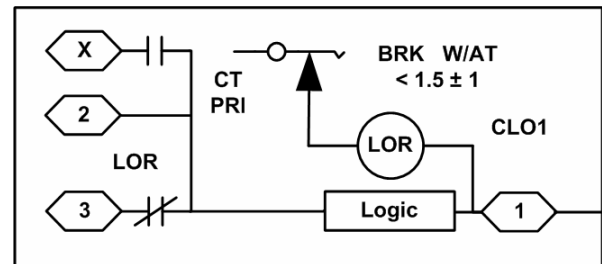 X
CT
PRI
BRK W/AT
< 1.5 ± 1
2
LOR
LOR
CLO1
3
Logic
1